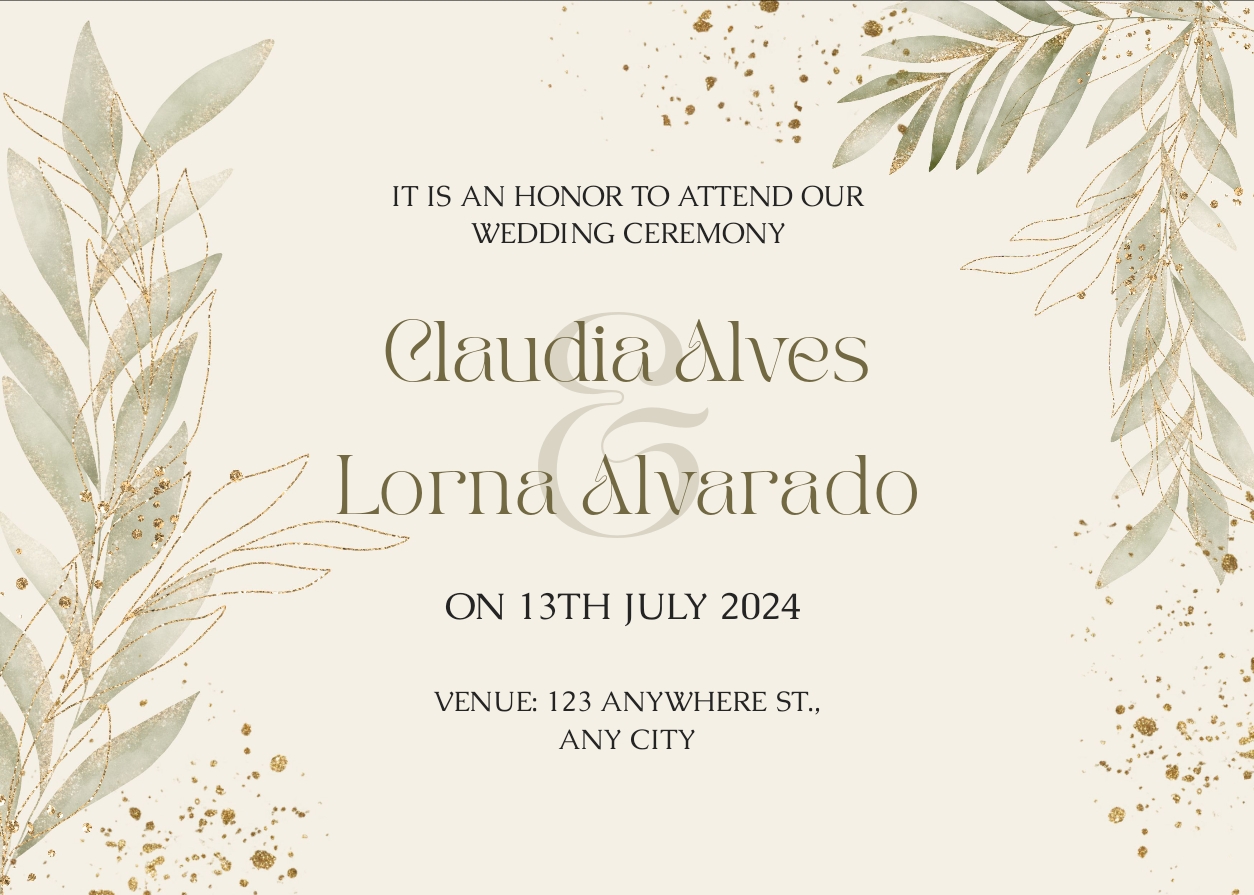 IT IS AN HONOR TO ATTEND OUR
WEDDING CEREMONY
Claudia Alves
&
Lorna Alvarado
ON 13TH JULY 2024
VENUE: 123 ANYWHERE ST.,
ANY CITY